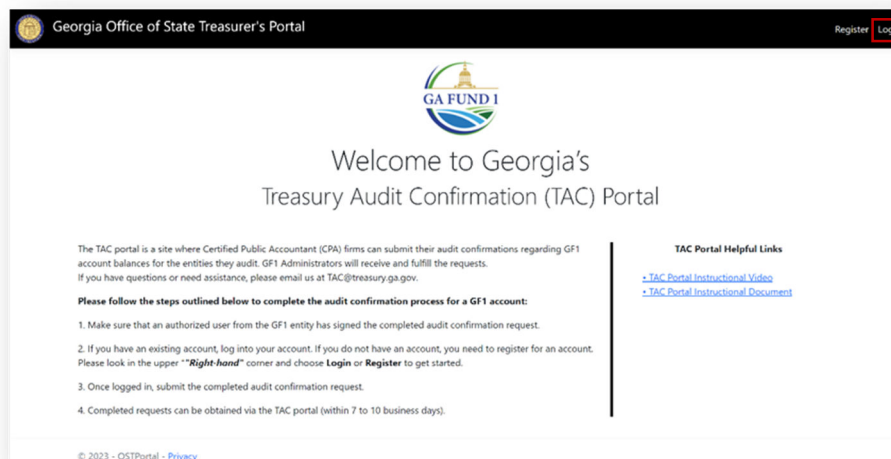 Georgia Office of State Treasurer's Portal
Register
GA FUND 1
Welcome to Georgia's
Treasury Audit Confirmation (TAC) Portal
The TAC portal is a site where Certified Public Accountant (CPA) firms can submit their audit confirmations regarding GF1
account balances for the entities they audit. GF1 Administrators will receive and fulfill the requests.
If you have questions or need assistance, please email us at TAC@treasury.ga.gov.
Please follow the steps outlined below to complete the audit confirmation process for a GF1 account:
1. Make sure that an authorized user from the GF1 entity has signed the completed audit confirmation request.
2. If you have an existing account, log into your account. If you do not have an account, you need to register for an account.
Please look in the upper ""Right-hand" corner and choose Login or Register to get started.
3. Once logged in, submit the completed audit confirmation request.
4. Completed requests can be obtained via the TAC portal (within 7 to 10 business days).
TAC Portal Helpful Links
• TAC Portal Instructional Video
• TAC Portal Instructional Document
© 2023 - OSTPortal - Privacy